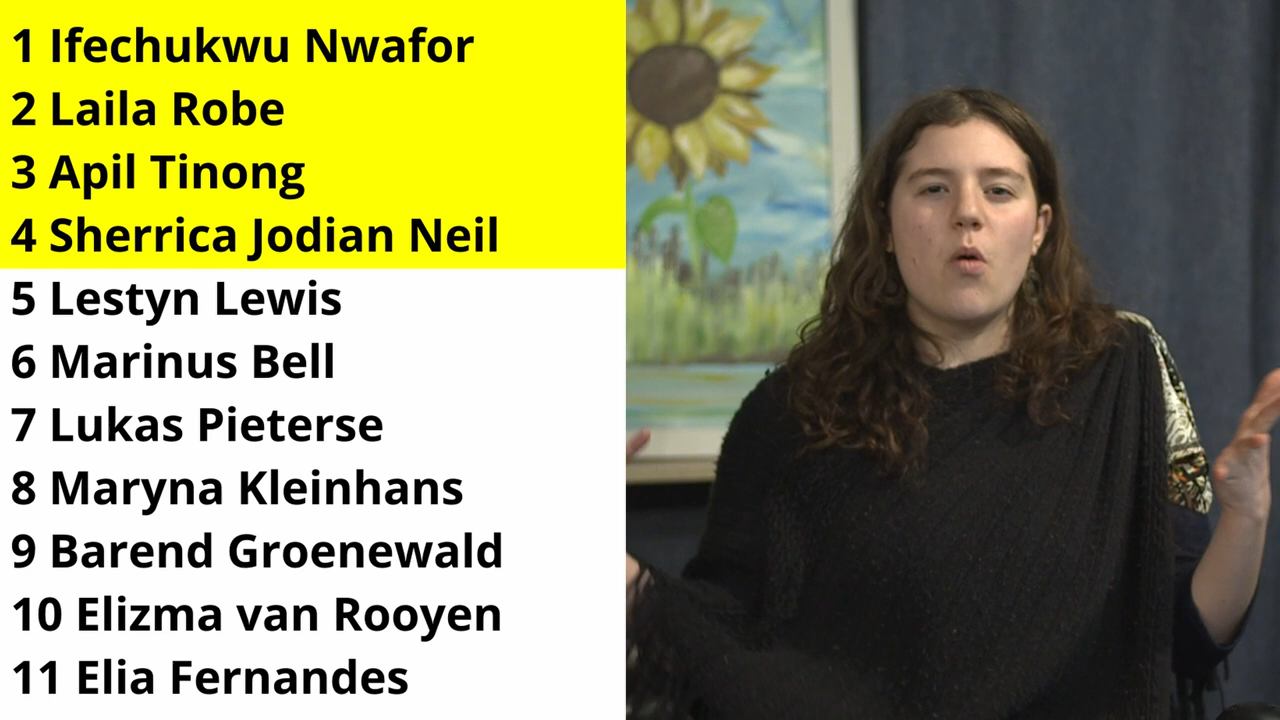 1 Ifechukwu Nwafor
2 Laila Robe
3 Apil Tinong
4 Sherrica Jodian Neil
5 Lestyn Lewis
6 Marinus Bell
7 Lukas Pieterse
8 Maryna Kleinhans
9 Barend Groenewald
10 Elizma van Rooyen
11 Elia Fernandes